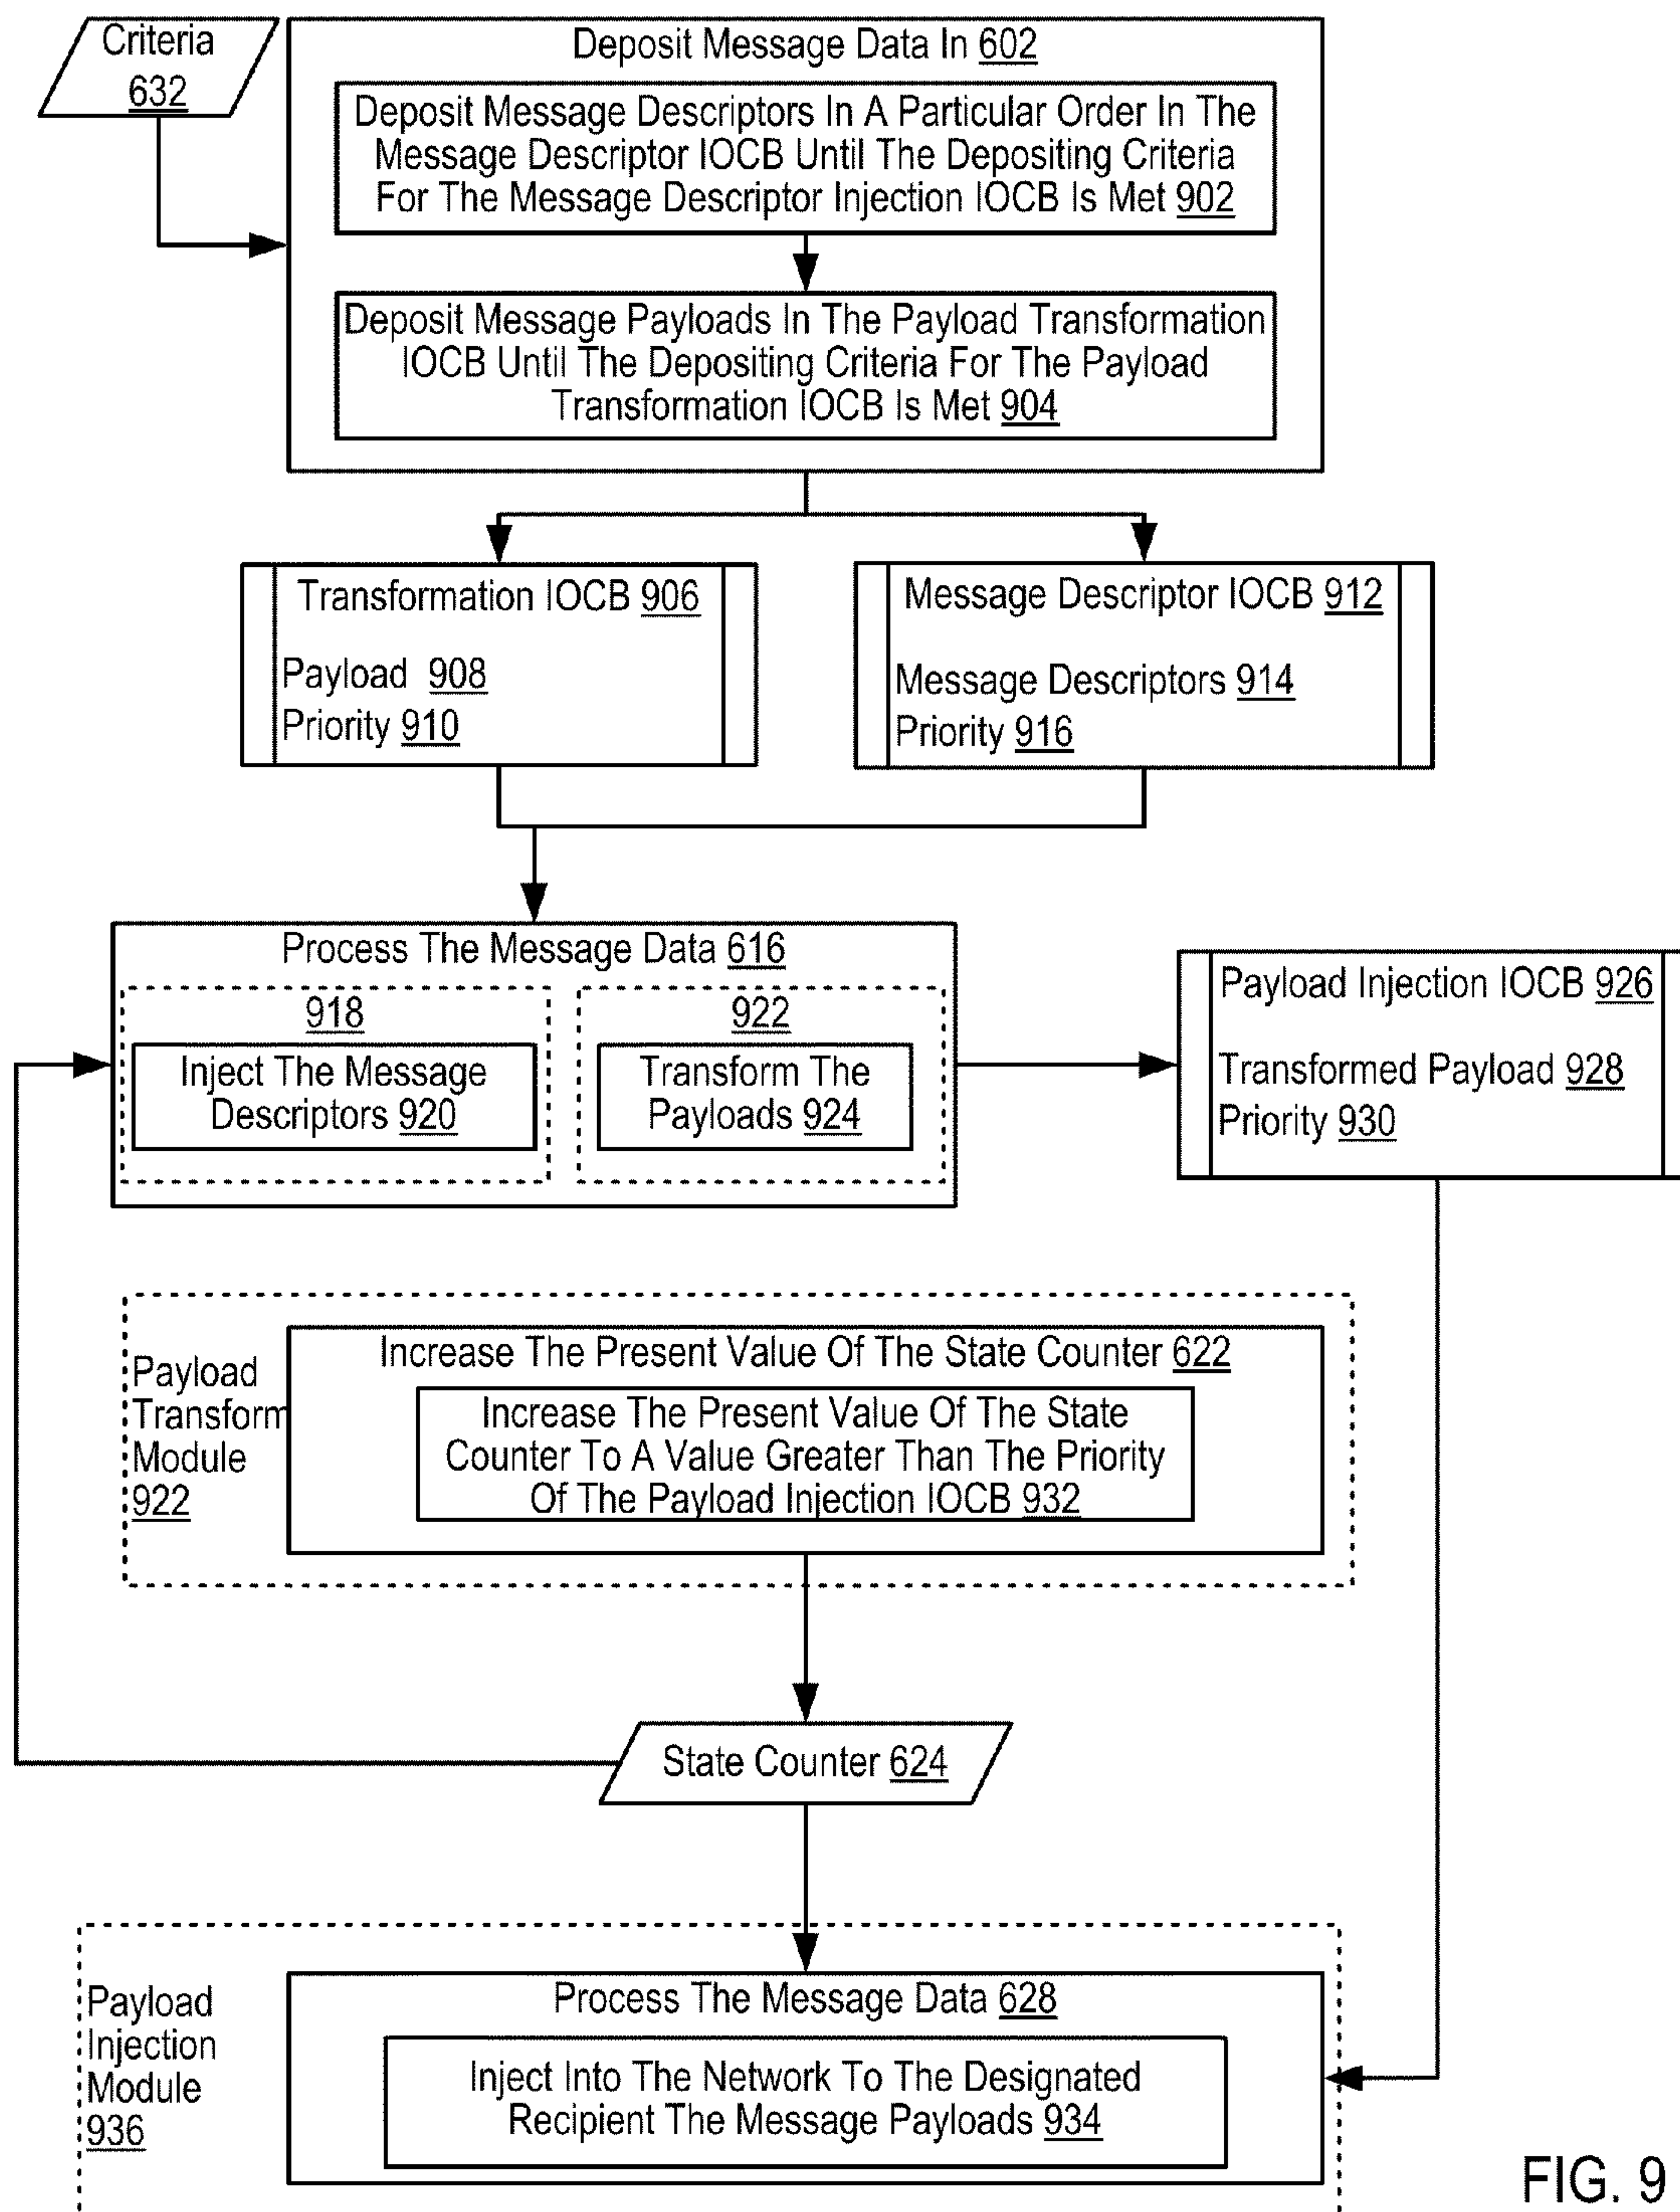 Criteria
632
Deposit Message Data In 602
Deposit Message Descriptors In A Particular Order In The
Message Descriptor IOCB Until The Depositing Criteria
For The Message Descriptor Injection IOCB Is Met 902
Deposit Message Payloads In The Payload Transformation
IOCB Until The Depositing Criteria For The Payload
Transformation IOCB Is Met 904
Transformation IOCB 906
Payload 908
Priority 910
Message Descriptor IOCB 912
Message Descriptors 914
Priority 916
Process The Message Data 616
918
Inject The Message
Descriptors 920
922
Transform The
Payloads 924
Payload Injection IOCB 926
Transformed Payload 928
Priority 930
Payload
Transform
Module
922
Increase The Present Value Of The State Counter 622
Increase The Present Value Of The State
Counter To A Value Greater Than The Priority
Of The Payload Injection IOCB 932
State Counter 624
Payload
Injection
Module
936
Process The Message Data 628
Inject Into The Network To The Designated
Recipient The Message Payloads 934
FIG. 9